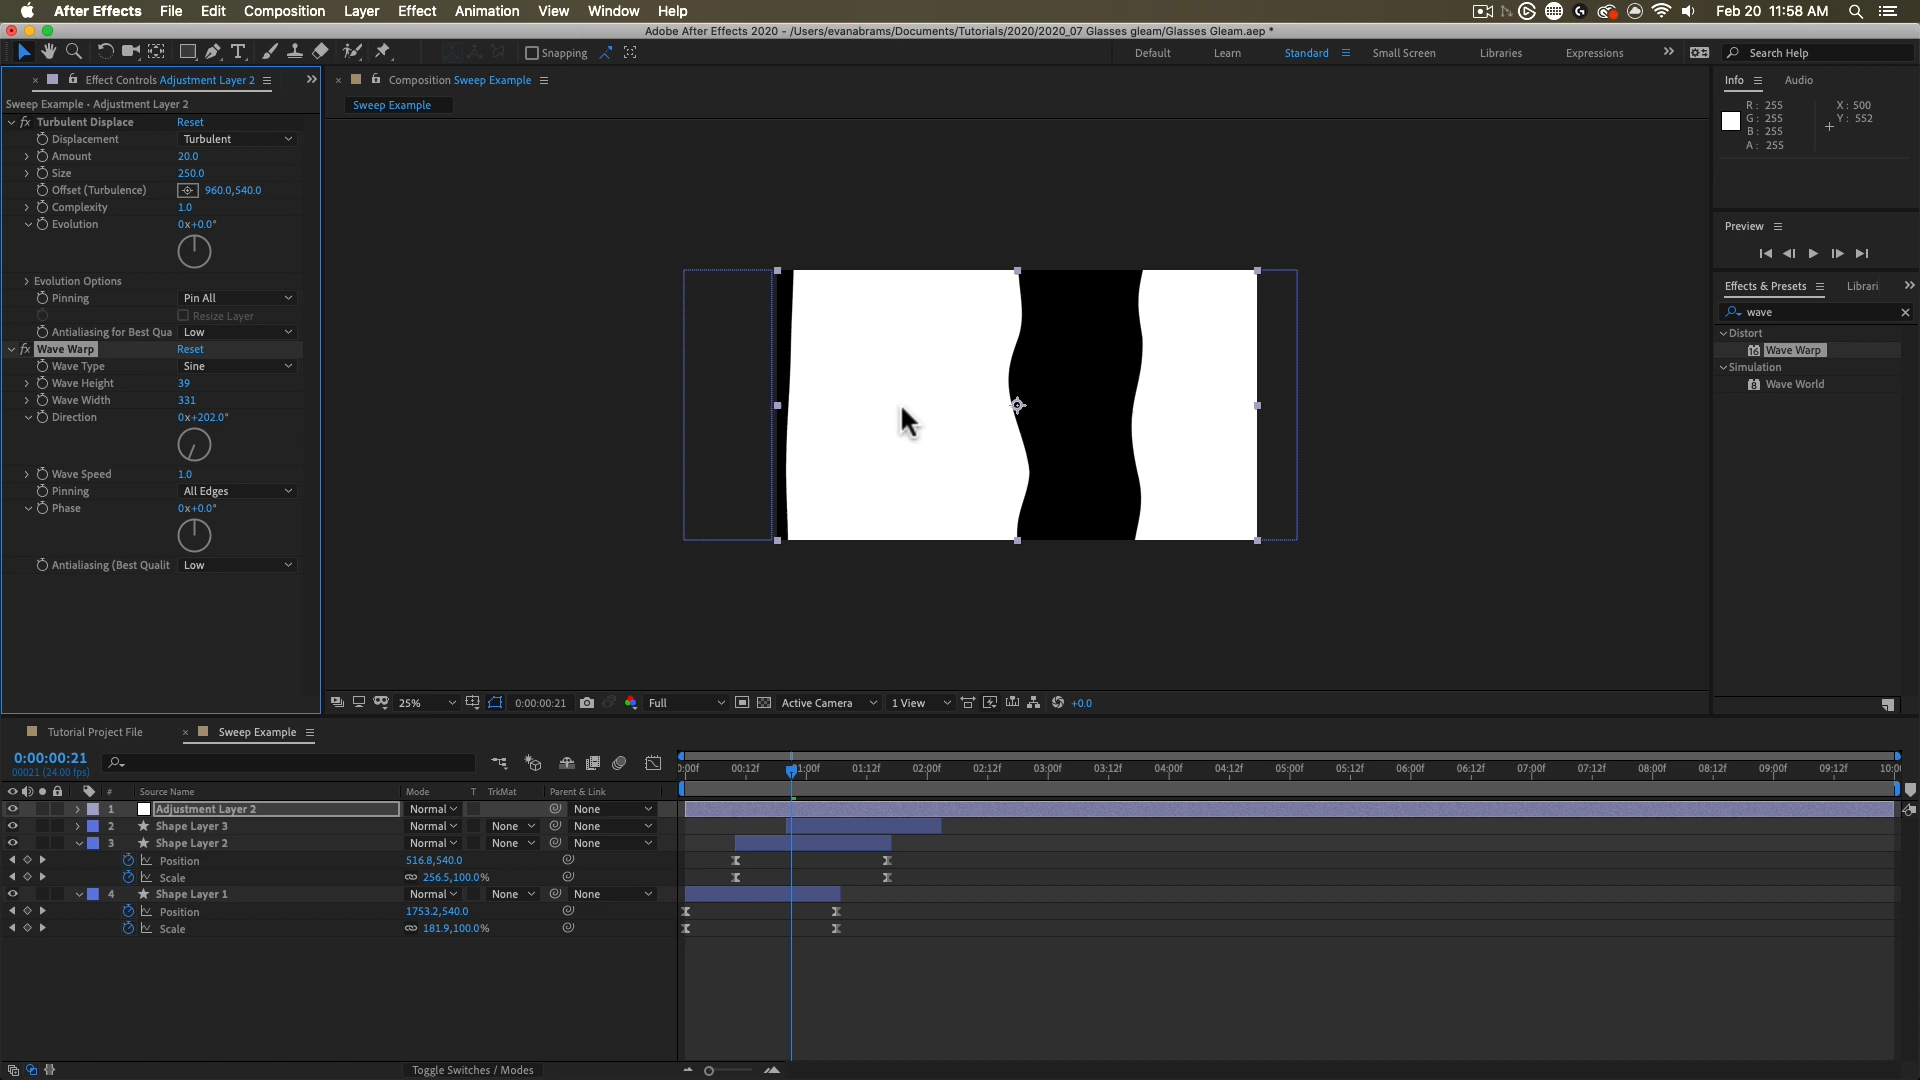 After Effects File Edit Composition Layer Effect Animation View Window Help Feb 20 11:58 AM
Adobe After Effects 2020 - /Users/evanabrams/Documents/Tutorials/2020/2020_07 Glasses gleam/Glasses Gleam.aep *
Snapping Default Learn Standard Small Screen Libraries Expressions Search Help
Effect Controls Adjustment Layer 2 Composition Sweep Example Info Audio
Sweep Example • Adjustment Layer 2 Sweep Example R: 255 X: 500
fx Turbulent Displace Reset G: 255 Y: 552
Displacement Turbulent B: 255
A: 255
Amount 20.0
Size 250.0
Offset (Turbulence) 960.0,540.0
Complexity 1.0
Evolution 0x+0.0° Preview
Evolution Options Effects & Presets Librari
Pinning Pin All wave
Resize Layer
Antialiasing for Best Qua Low Distort
fx Wave Warp Reset Wave Warp
Wave Type Sine Simulation
Wave Height 39 Wave World
Wave Width 331
Direction 0x+202.0°
Wave Speed 1.0
Pinning All Edges
Phase 0x+0.0°
Antialiasing (Best Qualit Low
25% 0:00:00:21 Full Active Camera 1 View +0.0
Tutorial Project File Sweep Example
0:00:00:21
00021 (24.00 fps)
0:00f 00:12f 01:00f 01:12f 02:00f 02:12f 03:00f 03:12f 04:00f 04:12f 05:00f 05:12f 06:00f 06:12f 07:00f 07:12f 08:00f 08:12f 09:00f 09:12f 10:0
# Source Name Mode T TrkMat Parent & Link
1 Adjustment Layer 2 Normal None
2 Shape Layer 3 Normal None None
3 Shape Layer 2 Normal None None
Position 516.8,540.0
Scale 256.5,100.0%
4 Shape Layer 1 Normal None None
Position 1753.2,540.0
Scale 181.9,100.0%
Toggle Switches / Modes